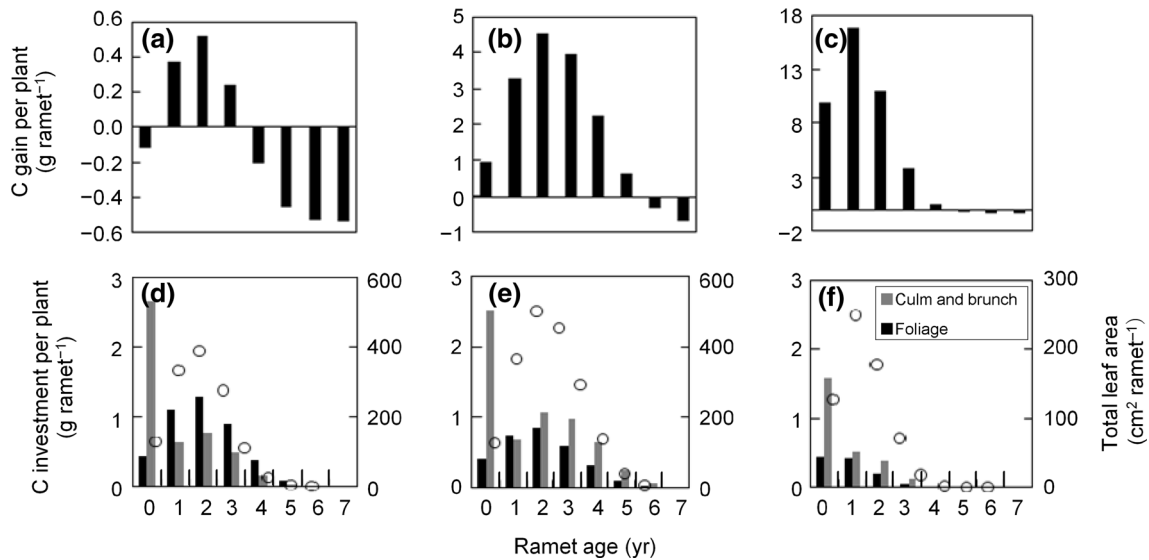 C gain per plant
(g ramet⁻¹)
(a)
0.6
0.4
0.2
0.0
−0.2
−0.4
−0.6
(b)
5
4
3
2
1
0
−1
(c)
18
13
8
3
−2
C investment per plant
(g ramet⁻¹)
(d)
3
2
1
0
600
400
200
0
0 1 2 3 4 5 6 7
(e)
3
2
1
0
600
400
200
0
0 1 2 3 4 5 6 7
(f)
3
2
1
0
Culm and brunch
Foliage
300
200
100
0
0 1 2 3 4 5 6 7
Total leaf area
(cm² ramet⁻¹)
Ramet age (yr)